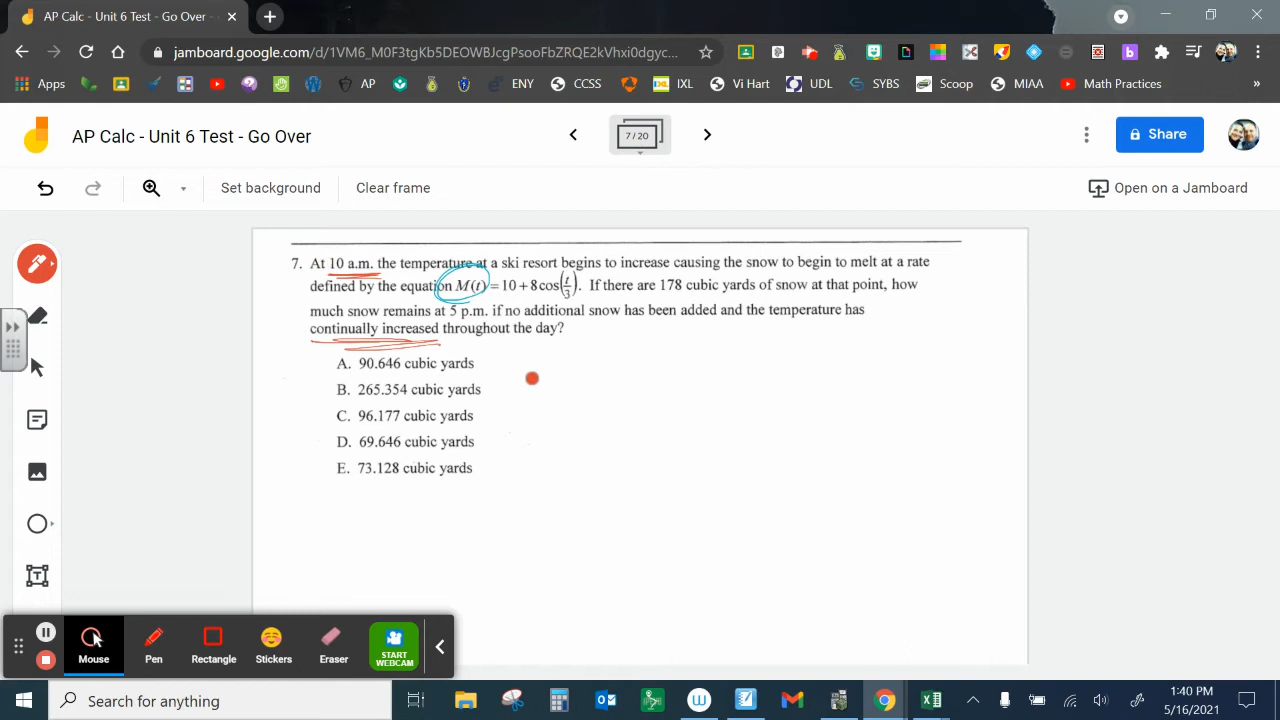 AP Calc - Unit 6 Test - Go Over -
jamboard.google.com/d/1VM6_M0F3tgKb5DEOWBJcgPsooFbZRQE2kVhxi0dgyc...
Apps AP ENY CCSS IXL Vi Hart UDL SYBS Scoop MIAA Math Practices »
AP Calc - Unit 6 Test - Go Over
7 / 20
Share
Set background Clear frame
Open on a Jamboard
7. At 10 a.m. the temperature at a ski resort begins to increase causing the snow to begin to melt at a rate
defined by the equation M(t) = 10 + 8 cos(t/3). If there are 178 cubic yards of snow at that point, how
much snow remains at 5 p.m. if no additional snow has been added and the temperature has
continually increased throughout the day?
A. 90.646 cubic yards
B. 265.354 cubic yards
C. 96.177 cubic yards
D. 69.646 cubic yards
E. 73.128 cubic yards
Mouse Pen Rectangle Stickers Eraser START
WEBCAM
Search for anything
1:40 PM
5/16/2021